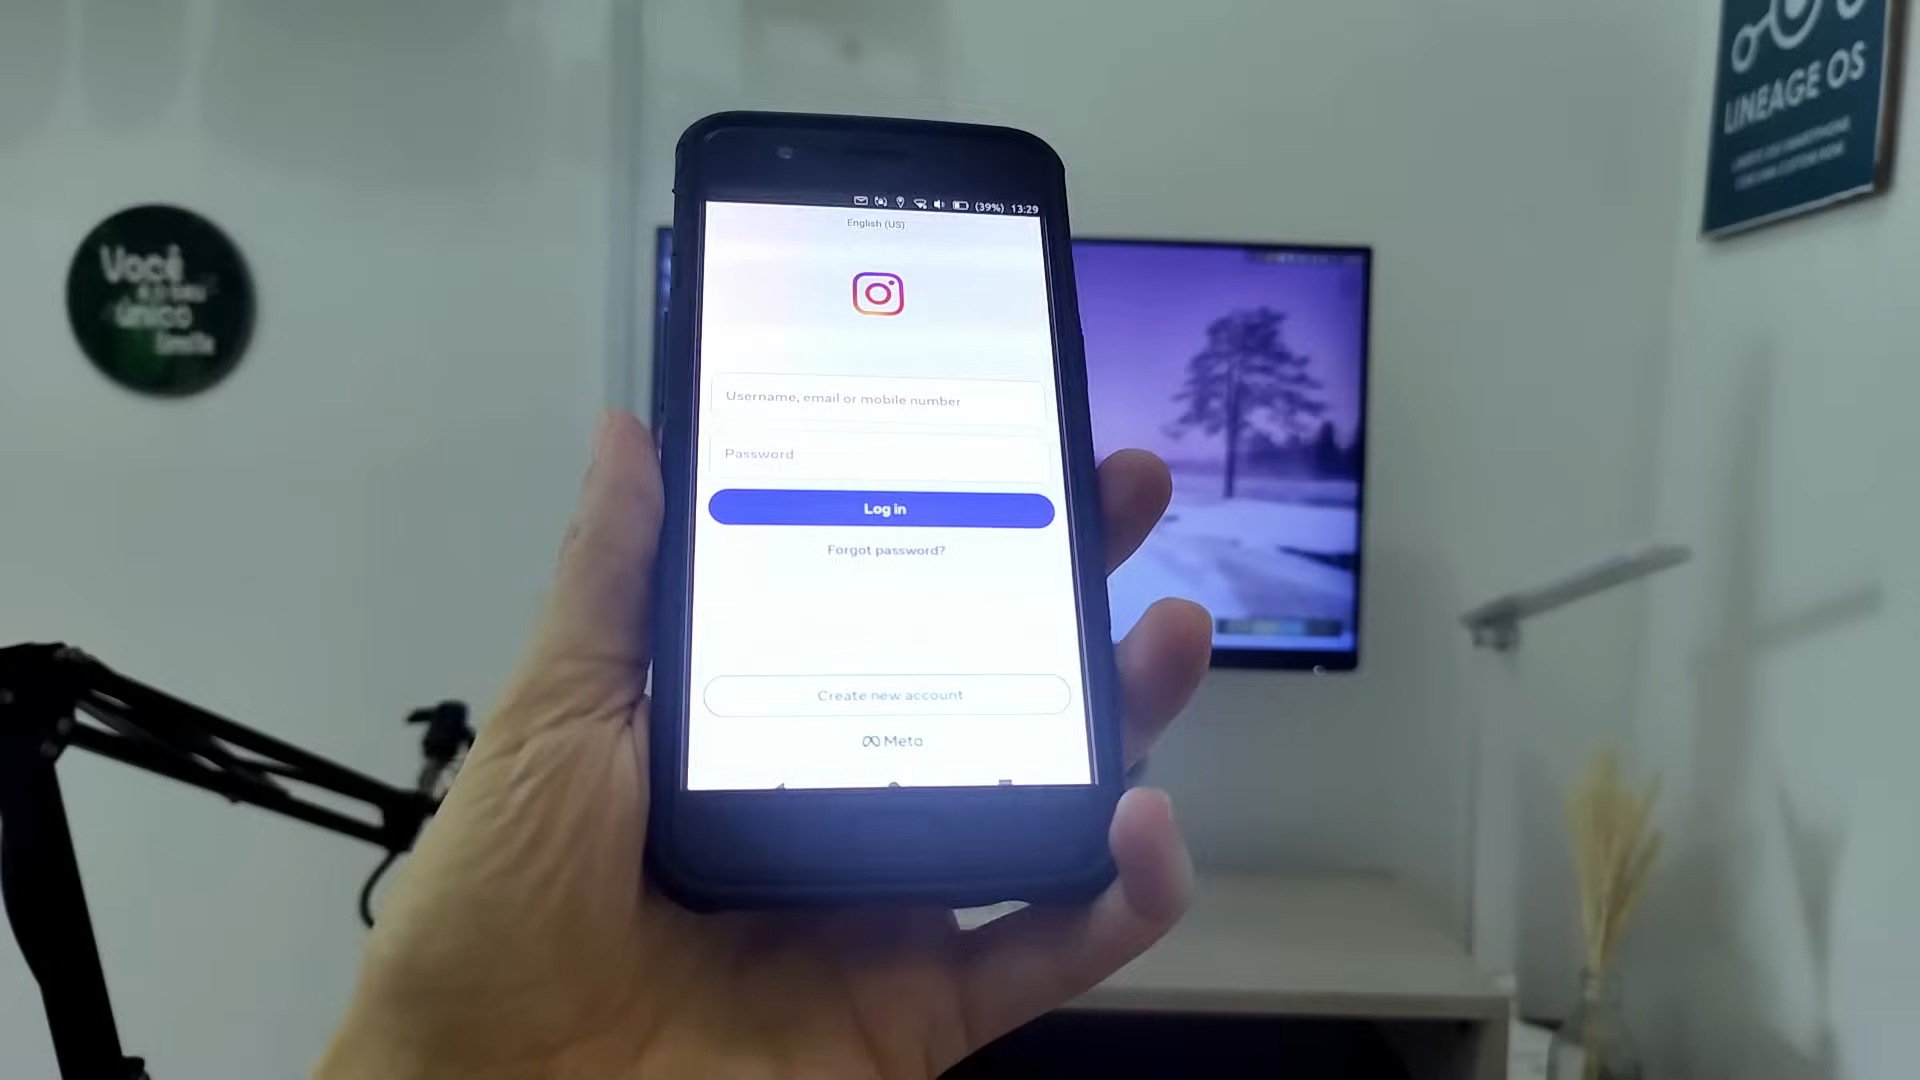 Você
único
LINEAGE OS
(39%) 13:29
English (US)
Username, email or mobile number
Password
Log in
Forgot password?
Create new account
Meta